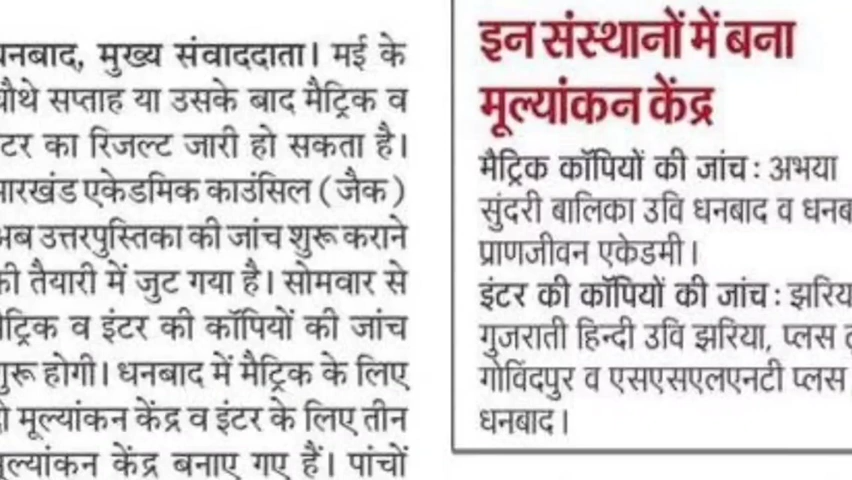 धनबाद, मुख्य संवाददाता। मई के
चौथे सप्ताह या उसके बाद मैट्रिक व
इंटर का रिजल्ट जारी हो सकता है।
झारखंड एकेडमिक काउंसिल (जैक)
अब उत्तरपुस्तिका की जांच शुरू कराने
की तैयारी में जुट गया है। सोमवार से
मैट्रिक व इंटर की कॉपियों की जांच
शुरू होगी। धनबाद में मैट्रिक के लिए
दो मूल्यांकन केंद्र व इंटर के लिए तीन
मूल्यांकन केंद्र बनाए गए हैं। पांचों
इन संस्थानों में बना
मूल्यांकन केंद्र
मैट्रिक कॉपियों की जांच : अभया
सुंदरी बालिका उवि धनबाद व
प्राणजीवन एकेडमी।
इंटर की कॉपियों की जांच :
गुजराती हिन्दी उवि झरिया, प्लस
गोविंदपुर व एसएसएलएनटी प्लस
धनबाद।